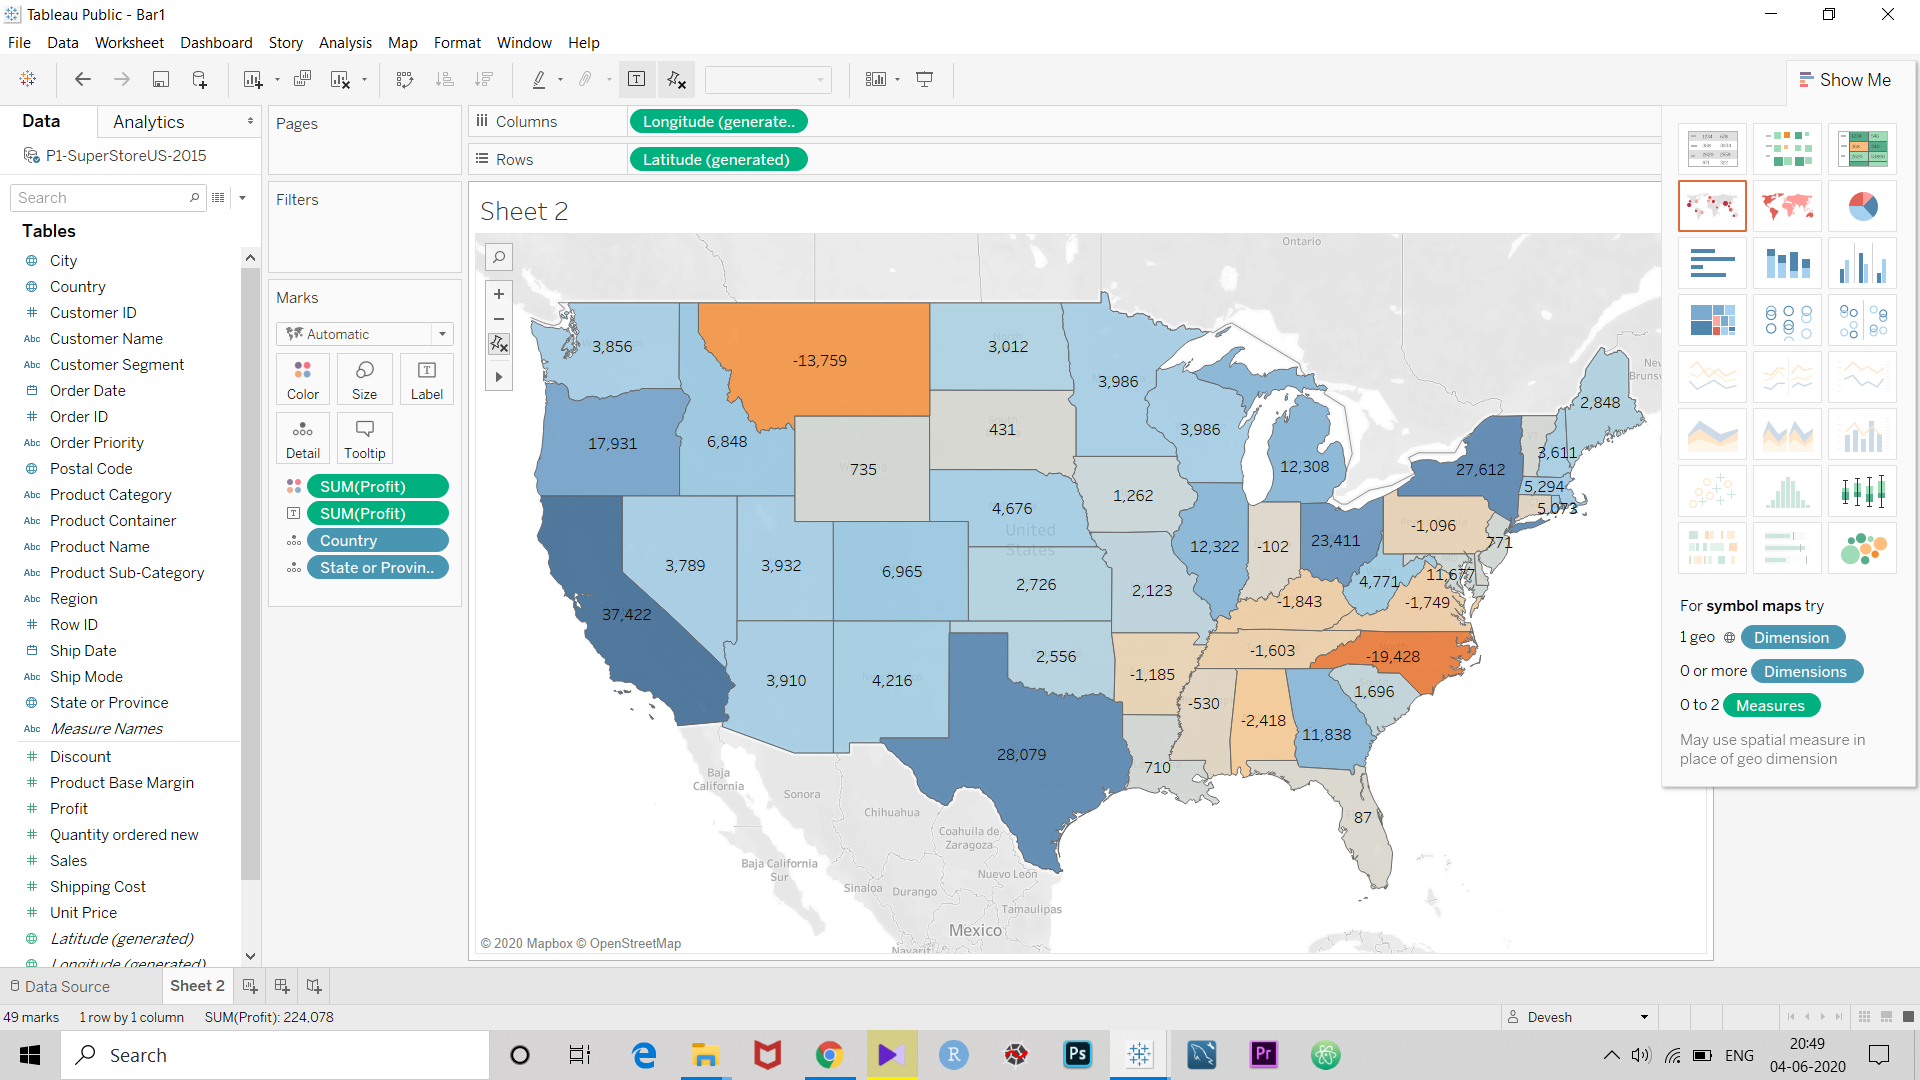 Tableau Public - Bar1
File Data Worksheet Dashboard Story Analysis Map Format Window Help
Show Me
Data Analytics
P1-SuperStoreUS-2015
Search
Tables
City
Country
Customer ID
Abc Customer Name
Abc Customer Segment
Order Date
Order ID
Abc Order Priority
Postal Code
Abc Product Category
Abc Product Container
Abc Product Name
Abc Product Sub-Category
Abc Region
Row ID
Ship Date
Abc Ship Mode
State or Province
Abc Measure Names
Discount
Product Base Margin
Profit
Quantity ordered new
Sales
Shipping Cost
Unit Price
Latitude (generated)
Longitude (generated)
Pages
Filters
Marks
Automatic
Color Size Label
Detail Tooltip
SUM(Profit)
SUM(Profit)
Country
State or Provin..
Columns Longitude (generate..
Rows Latitude (generated)
Sheet 2
Ontario
3,856
-13,759
3,012
3,986
2,848
New
Brunsw
17,931
6,848
735
431
3,986
12,308
27,612
3,611
5,294
5,073
4,676
1,262
United
States
3,789
3,932
6,965
2,726
2,123
12,322
-102
23,411
-1,096
771
4,771
11,677
-1,843
-1,749
37,422
3,910
4,216
2,556
-1,185
-1,603
-19,428
1,696
-530
-2,418
11,838
28,079
710
87
Baja
California
Sonora
Chihuahua
Coahuila de
Zaragoza
Baja California
Sur
Sinaloa
Durango
Nuevo León
Tamaulipas
Mexico
Nayarit
© 2020 Mapbox © OpenStreetMap
For symbol maps try
1 geo Dimension
0 or more Dimensions
0 to 2 Measures
May use spatial measure in
place of geo dimension
Data Source Sheet 2
49 marks 1 row by 1 column SUM(Profit): 224,078
Devesh
Search
ENG
20:49
04-06-2020